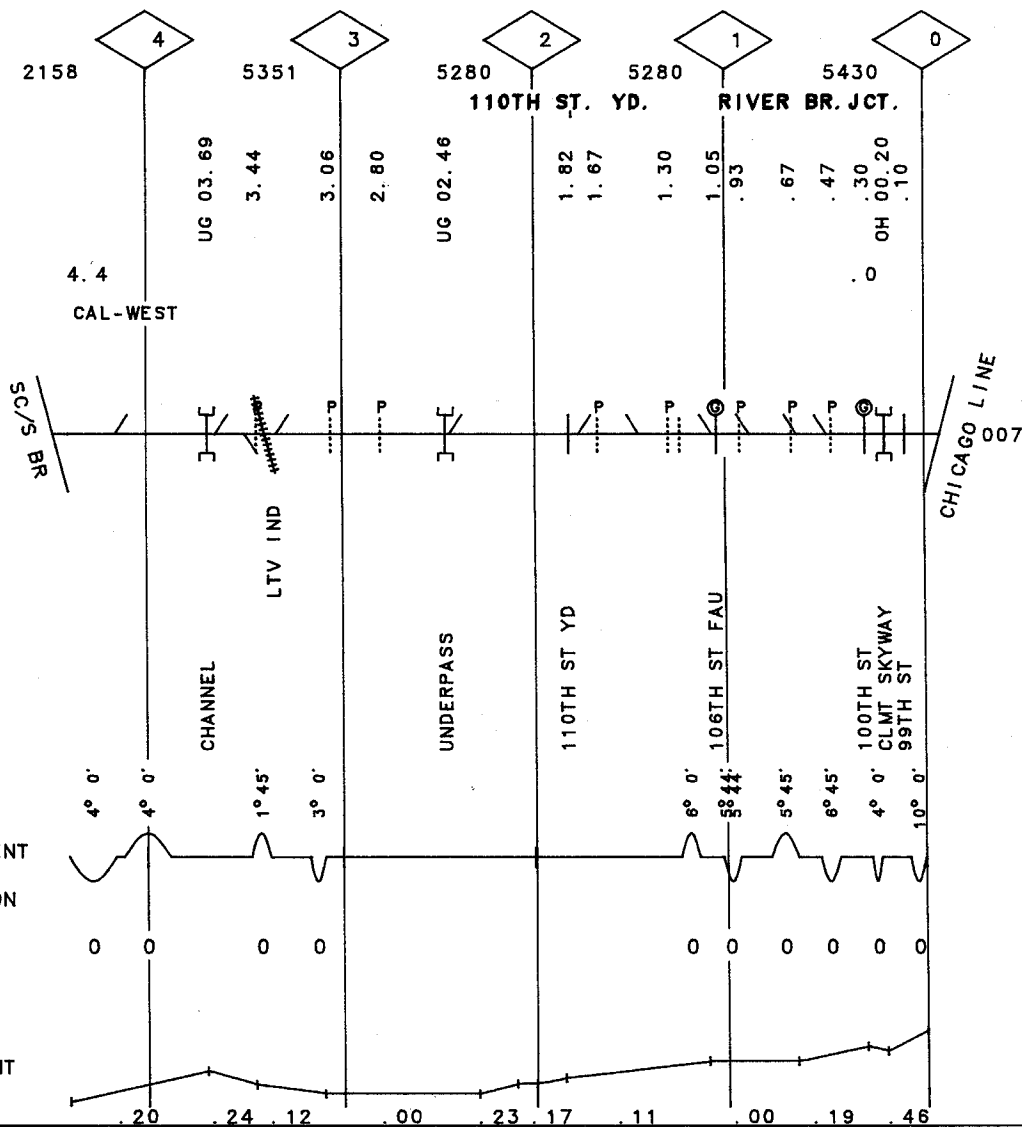 4 3 2 1 0
2158 5351 5280 5280 5430
110TH ST. YD. RIVER BR. JCT.
UG 03.69 3.44 3.06 2.80 UG 02.46 1.82 1.67 1.30 1.05 .93 .67 .47 .30 OH 00.20 .10
4.4 .0
CAL-WEST
SC/S BR P P P P G P P P G CHICAGO LINE 007
LTV IND
CHANNEL UNDERPASS 110TH ST YD 106TH ST FAU 100TH ST CLMT SKYWAY 99TH ST
4° 0' 4° 0' 1° 45' 3° 0' 6° 0' 5° 44' 5° 44' 5° 45' 6° 45' 4° 0' 10° 0'
ENT
ON
0 0 0 0 0 0 0 0 0 0
NT
.20 .24 .12 .00 .23 .17 .11 .00 .19 .46